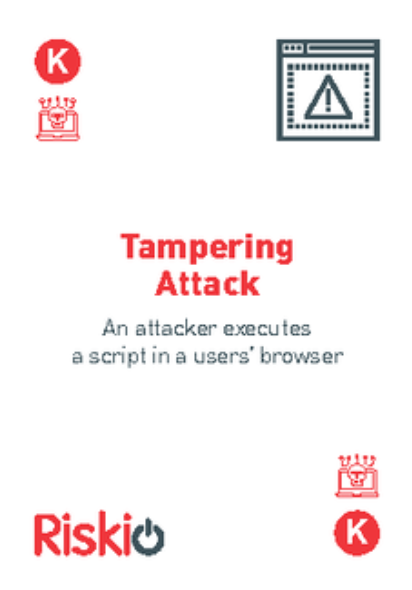 K
Tampering
Attack
An attacker executes
a script in a users' browser
Riskio
K